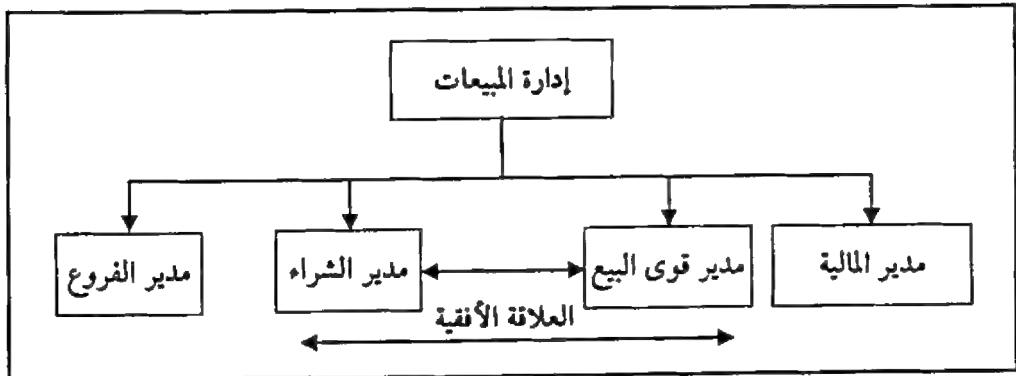 إدارة المبيعات
مدير المالية
مدير قوى البيع
مدير الشراء
مدير الفروع
العلاقة الأفقية